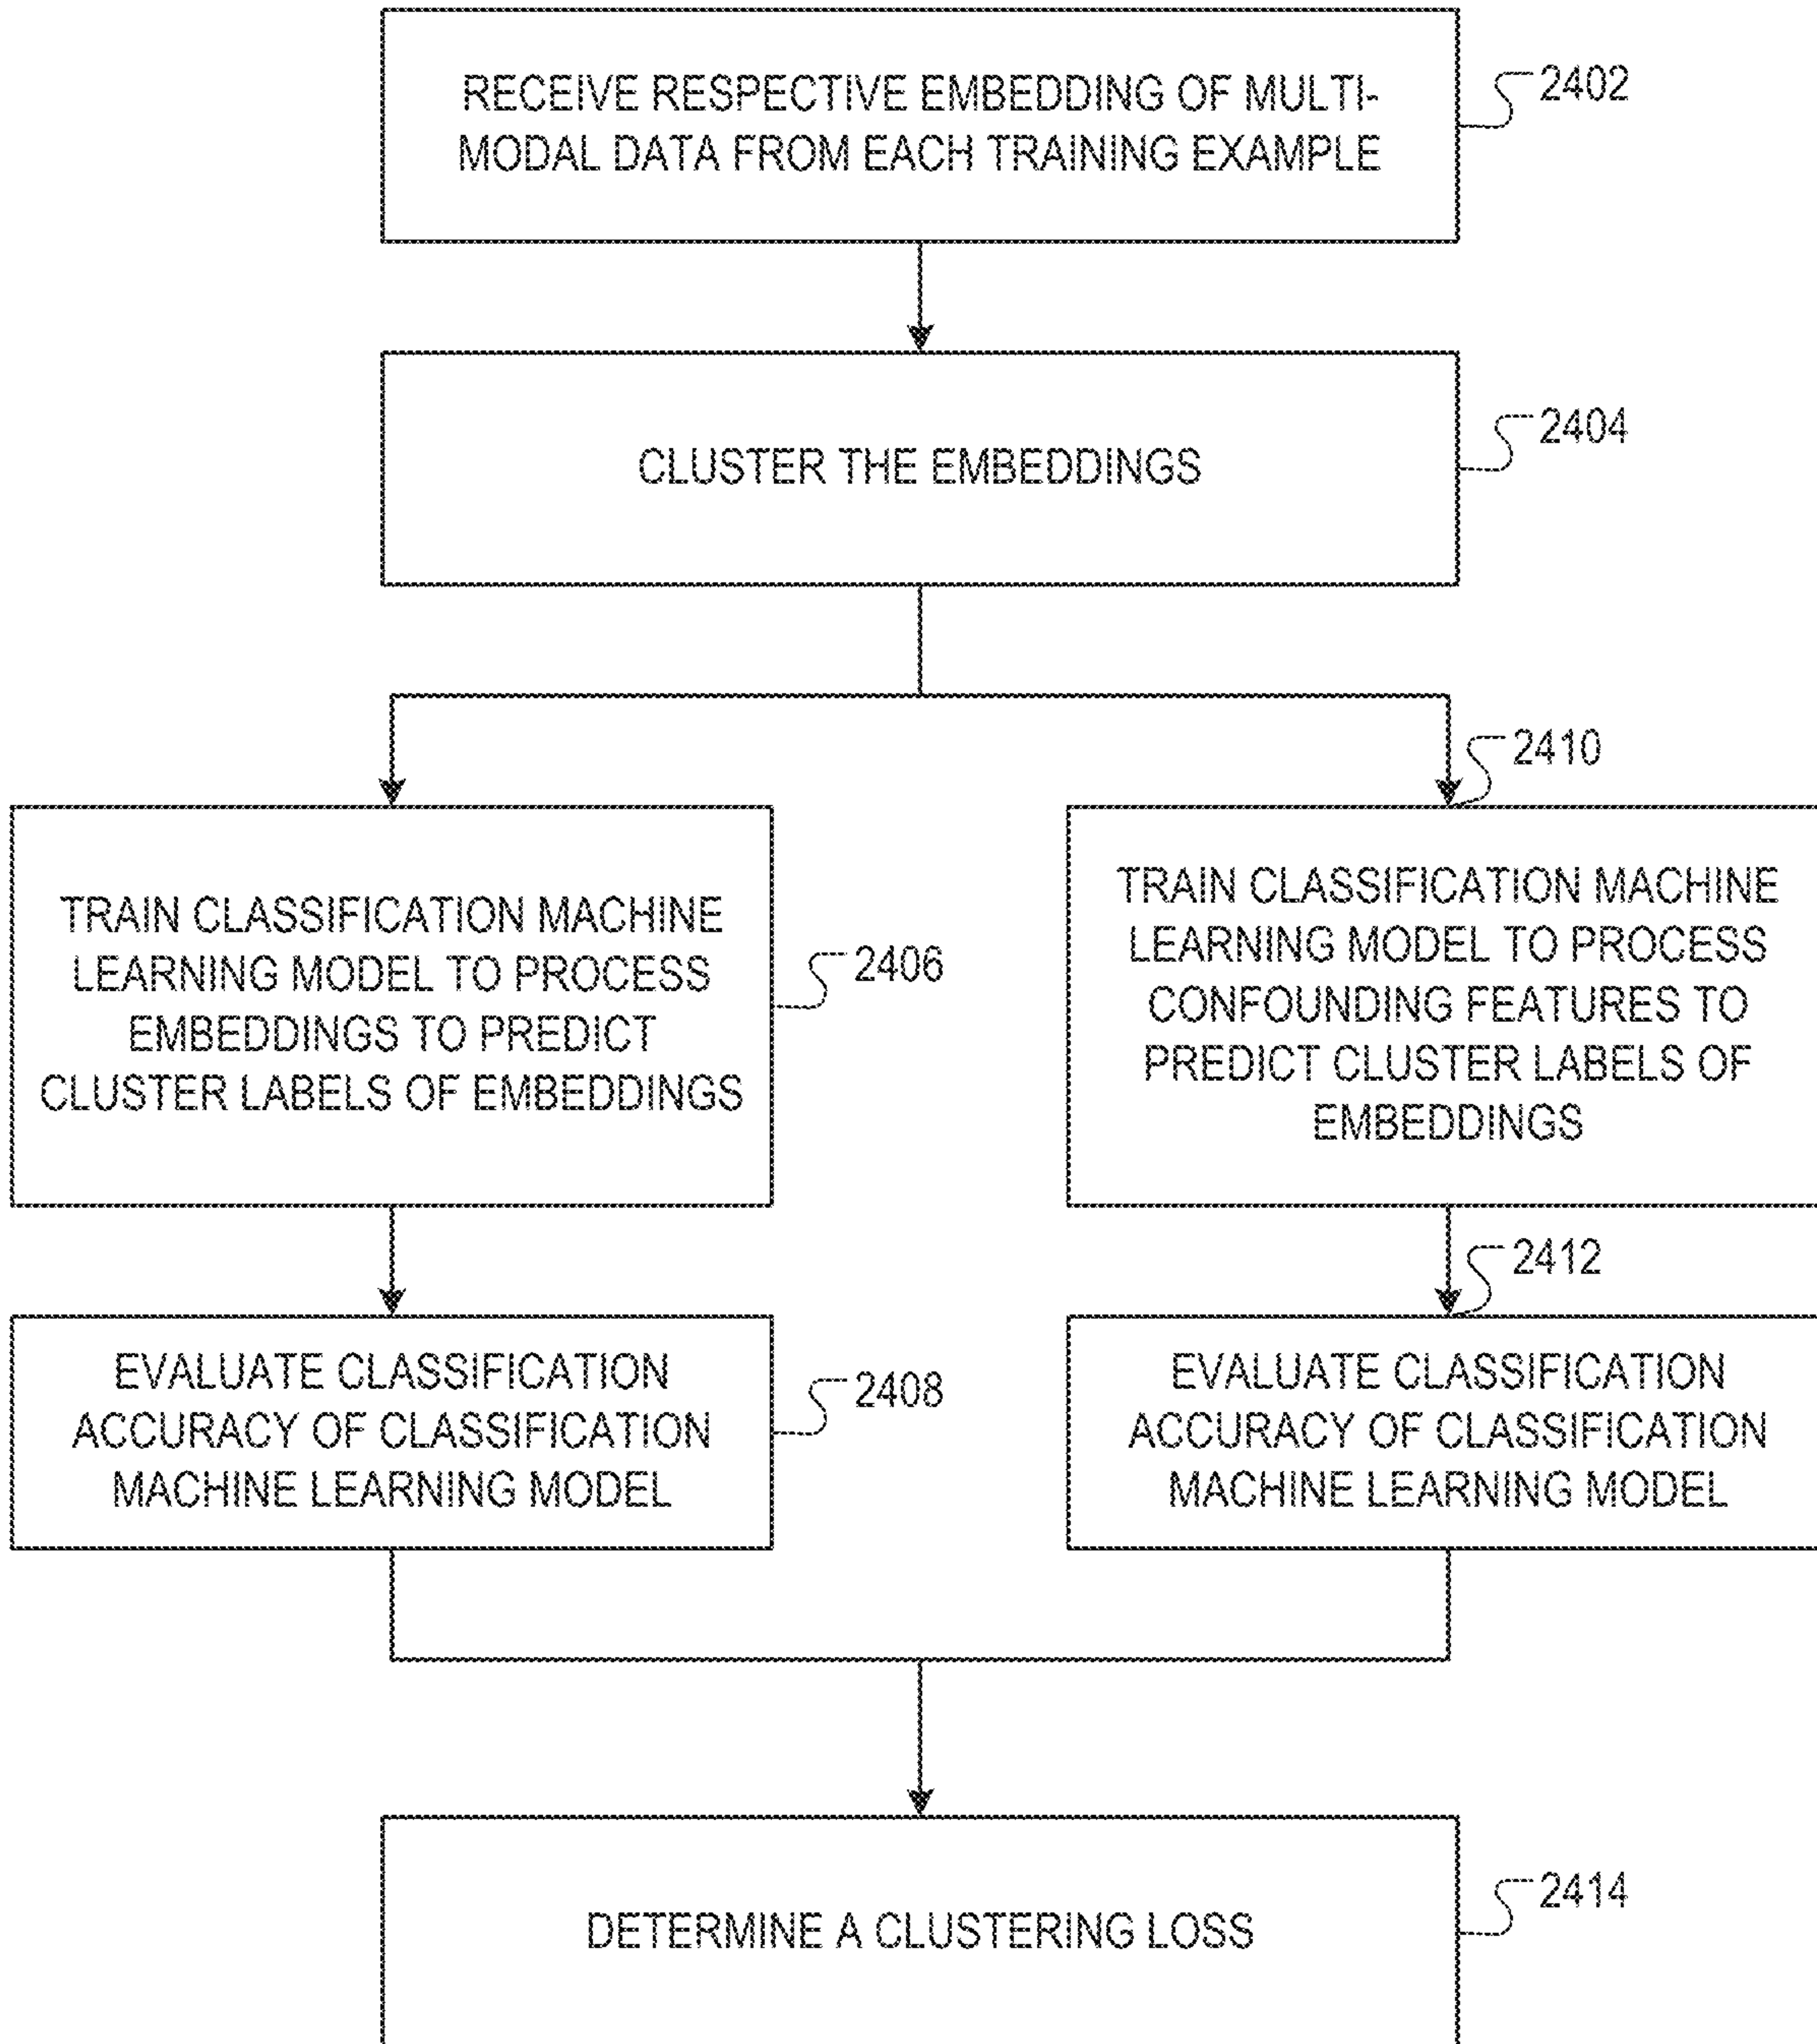 RECEIVE RESPECTIVE EMBEDDING OF MULTI-
MODAL DATA FROM EACH TRAINING EXAMPLE
2402
CLUSTER THE EMBEDDINGS
2404
TRAIN CLASSIFICATION MACHINE
LEARNING MODEL TO PROCESS
EMBEDDINGS TO PREDICT
CLUSTER LABELS OF EMBEDDINGS
2406
2410
TRAIN CLASSIFICATION MACHINE
LEARNING MODEL TO PROCESS
CONFOUNDING FEATURES TO
PREDICT CLUSTER LABELS OF
EMBEDDINGS
EVALUATE CLASSIFICATION
ACCURACY OF CLASSIFICATION
MACHINE LEARNING MODEL
2408
2412
EVALUATE CLASSIFICATION
ACCURACY OF CLASSIFICATION
MACHINE LEARNING MODEL
DETERMINE A CLUSTERING LOSS
2414